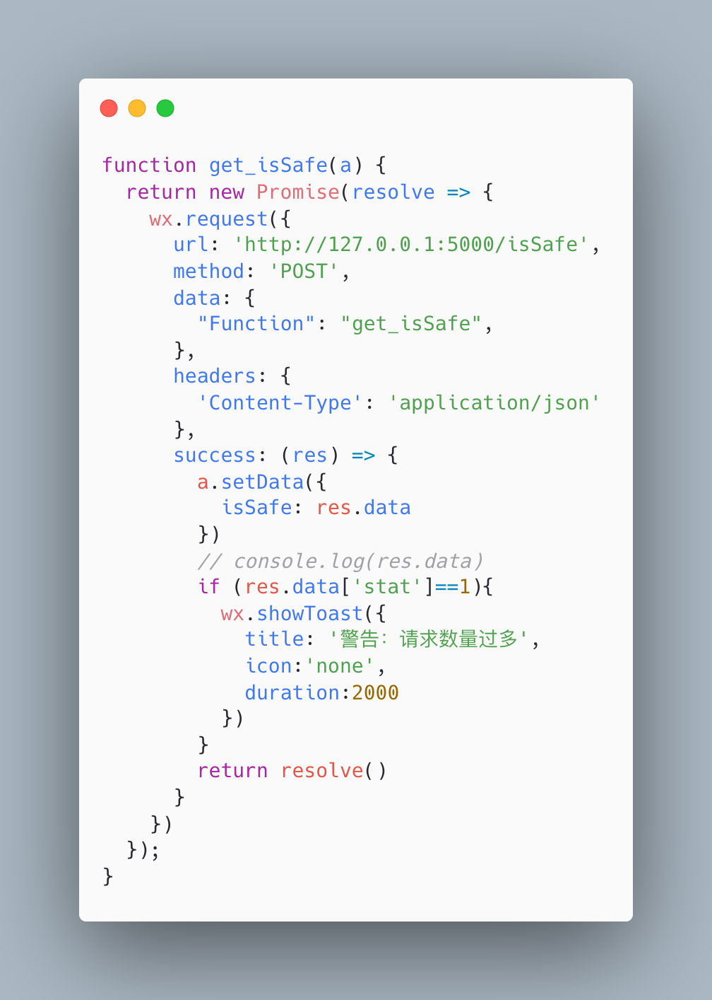 function get_isSafe(a) {
  return new Promise(resolve => {
    wx.request({
      url: 'http://127.0.0.1:5000/isSafe',
      method: 'POST',
      data: {
        "Function": "get_isSafe",
      },
      headers: {
        'Content-Type': 'application/json'
      },
      success: (res) => {
        a.setData({
          isSafe: res.data
        })
        // console.log(res.data)
        if (res.data['stat']==1){
          wx.showToast({
            title: '警告：请求数量过多',
            icon:'none',
            duration:2000
          })
        }
        return resolve()
      }
    })
  });
}